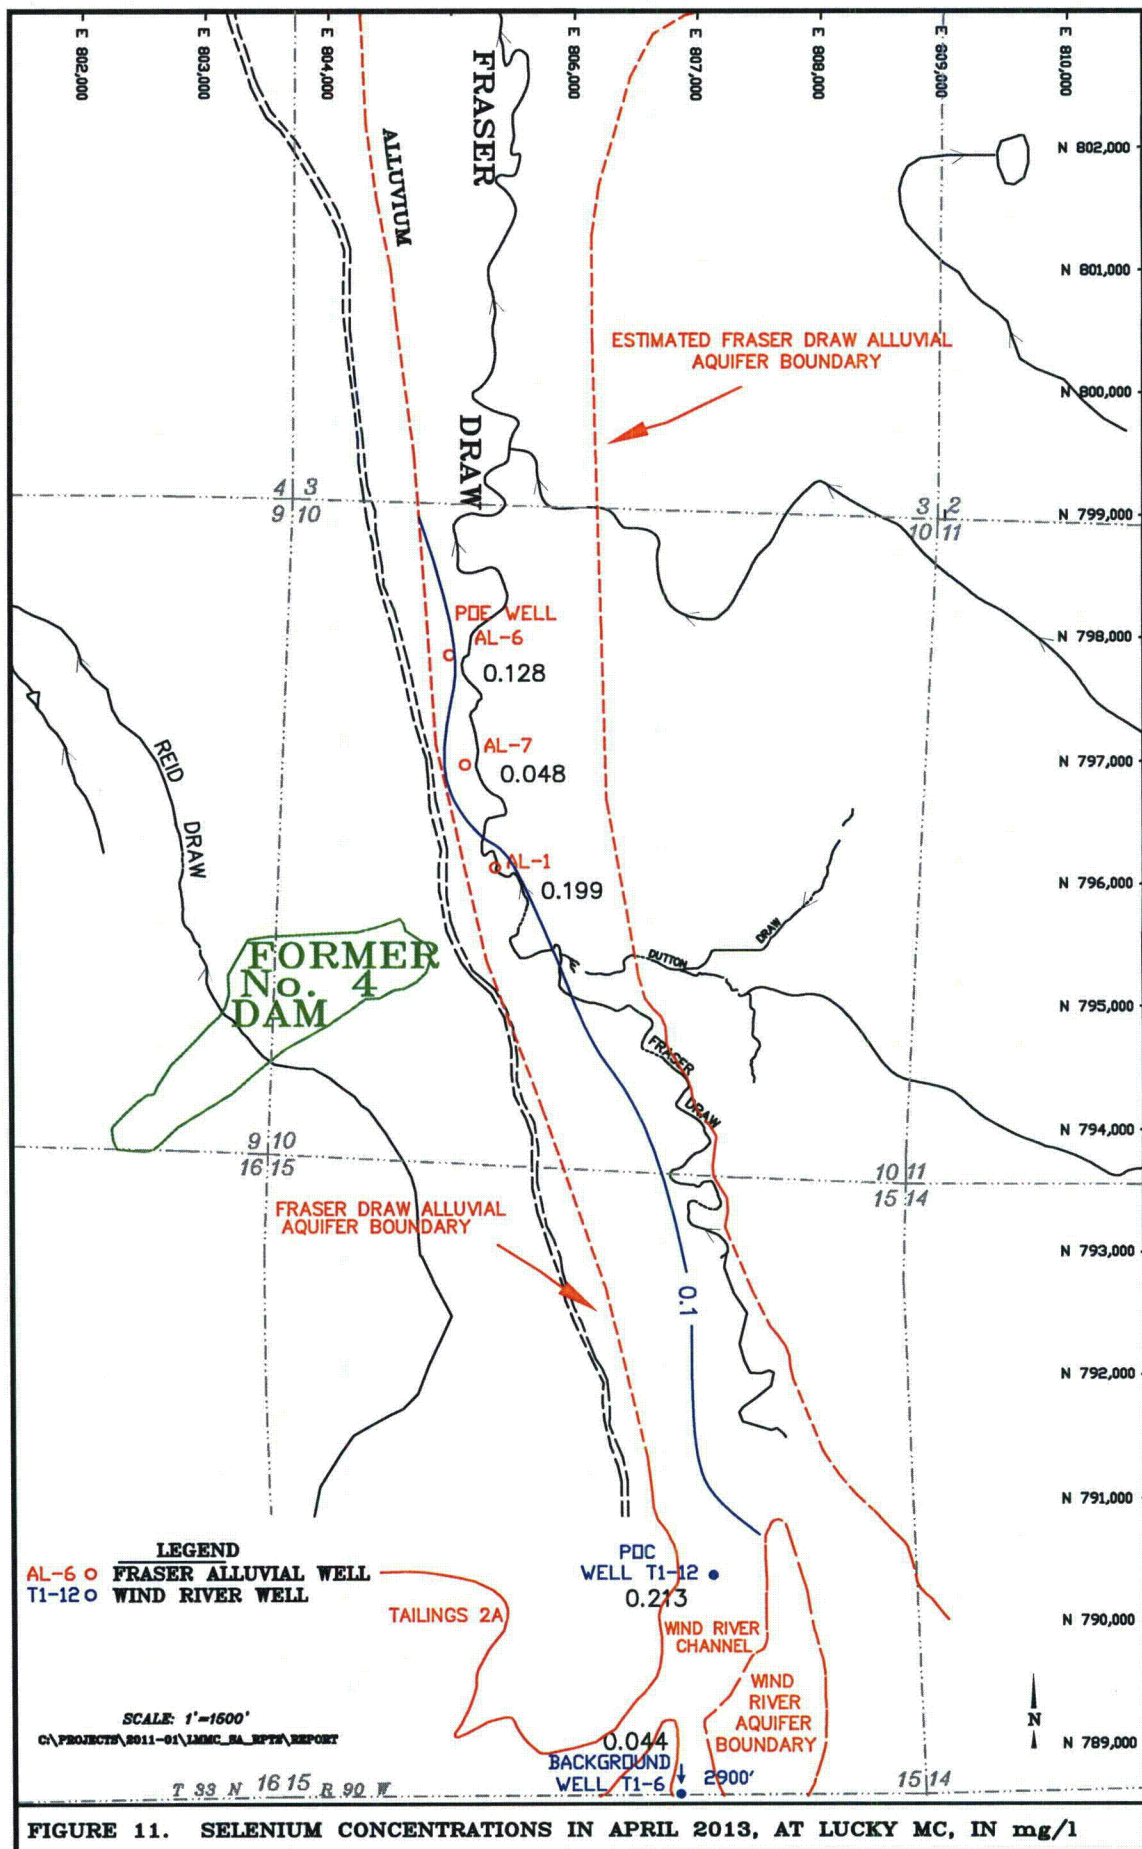 E 802,000
E 803,000
E 804,000
E 806,000
E 807,000
E 808,000
E 809,000
E 810,000
FRASER
DRAW
ALLUVIUM
N 802,000
N 801,000
ESTIMATED FRASER DRAW ALLUVIAL
AQUIFER BOUNDARY
N 800,000
4 3
9 10
3 2
10 11
N 799,000
POE WELL
AL-6
0.128
N 798,000
AL-7
0.048
N 797,000
REID
DRAW
AL-1
0.199
N 796,000
DUTTON
DRAW
FORMER
No. 4
DAM
N 795,000
FRASER
DRAW
N 794,000
9 10
16 15
10 11
15 14
FRASER DRAW ALLUVIAL
AQUIFER BOUNDARY
N 793,000
0.1
N 792,000
N 791,000
LEGEND
AL-6 FRASER ALLUVIAL WELL
T1-12 WIND RIVER WELL
POC
WELL T1-12
0.213
TAILINGS 2A
N 790,000
WIND RIVER
CHANNEL
WIND
RIVER
AQUIFER
BOUNDARY
N
SCALE: 1"=1600'
C:\PROJECTS\2011-01\LMMC_SA_RPTS\REPORT
N 789,000
0.044
BACKGROUND
WELL T1-6
2900'
T 33 N 16 15 R 90 W
15 14
FIGURE 11. SELENIUM CONCENTRATIONS IN APRIL 2013, AT LUCKY MC, IN mg/l